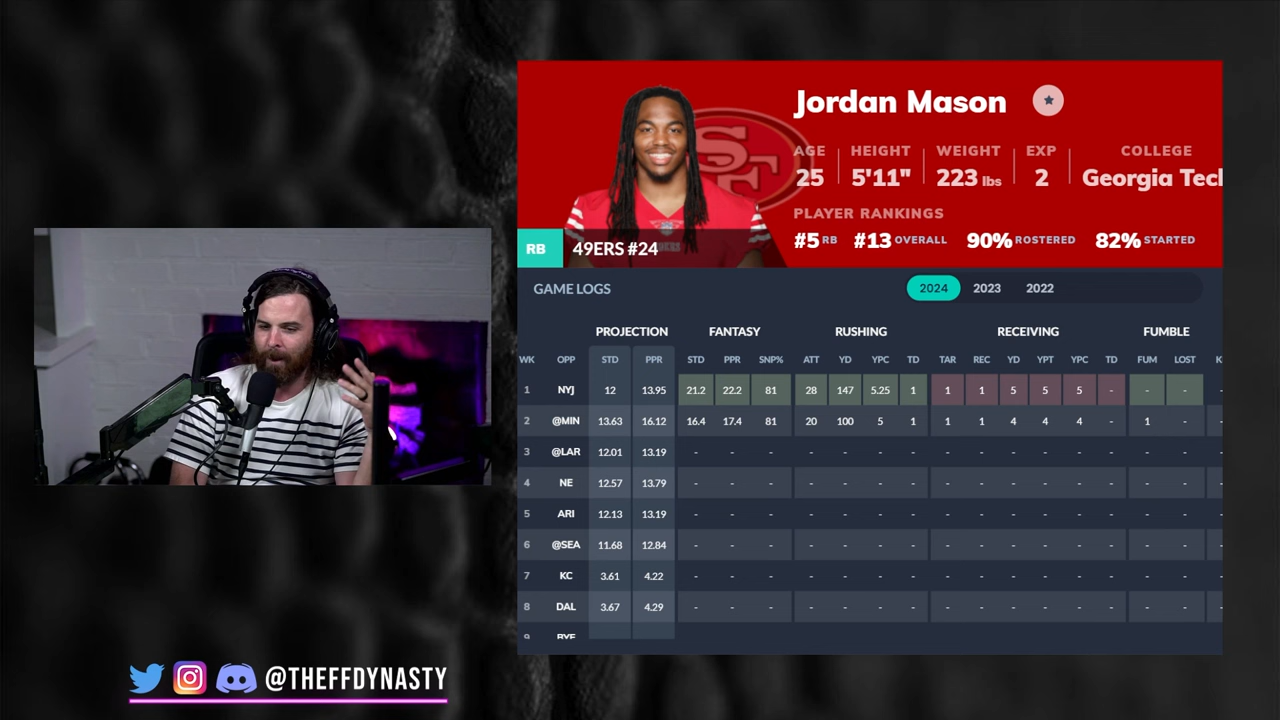 Jordan Mason
AGE HEIGHT WEIGHT EXP COLLEGE
25 5'11" 223 lbs 2 Georgia Tecl
PLAYER RANKINGS
#5 RB #13 OVERALL 90% ROSTERED 82% STARTED
SF
RB 49ERS #24
GAME LOGS 2024 2023 2022
PROJECTION FANTASY RUSHING RECEIVING FUMBLE
WK OPP STD PPR STD PPR SNP% ATT YD YPC TD TAR REC YD YPT YPC TD FUM LOST K
1 NYJ 12 13.95 21.2 22.2 81 28 147 5.25 1 1 1 5 5 5 - - - -
2 @MIN 13.63 16.12 16.4 17.4 81 20 100 5 1 1 1 4 4 4 - 1 - -
3 @LAR 12.01 13.19 - - - - - - - - - - - - - - - -
4 NE 12.57 13.79 - - - - - - - - - - - - - - - -
5 ARI 12.13 13.19 - - - - - - - - - - - - - - - -
6 @SEA 11.68 12.84 - - - - - - - - - - - - - - - -
7 KC 3.61 4.22 - - - - - - - - - - - - - - - -
8 DAL 3.67 4.29 - - - - - - - - - - - - - - - -
9 BYE
@THEFFDYNASTY